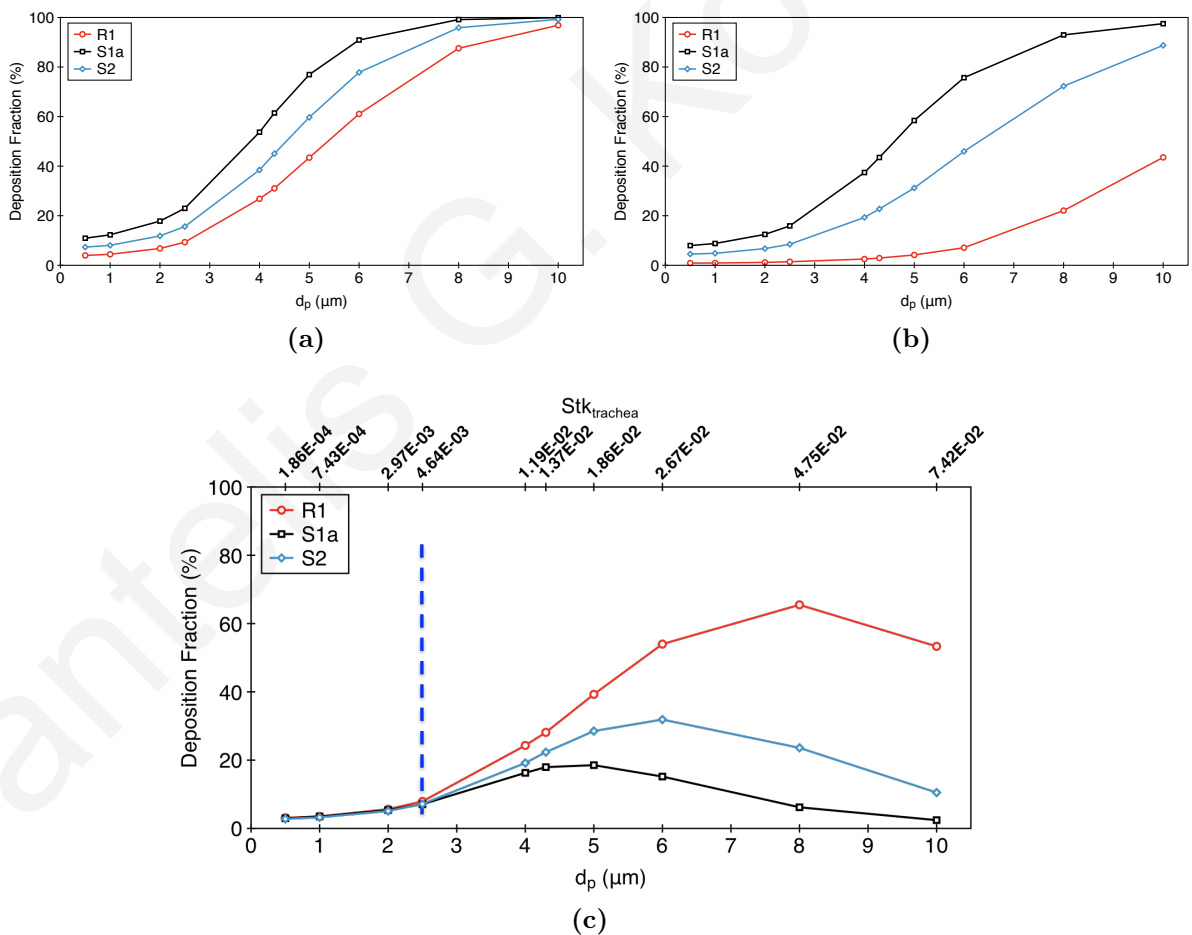 R1
S1a
S2
Deposition Fraction (%)
100
80
60
40
20
0
0 1 2 3 4 5 6 7 8 9 10
dₚ (µm)
(a)
R1
S1a
S2
Deposition Fraction (%)
100
80
60
40
20
0
0 1 2 3 4 5 6 7 8 9 10
dₚ (µm)
(b)
Stk_trachea
1.86E-04 7.43E-04 2.97E-03 4.64E-03 1.19E-02 1.37E-02 1.86E-02 2.67E-02 4.75E-02 7.42E-02
R1
S1a
S2
Deposition Fraction (%)
100
80
60
40
20
0
0 1 2 3 4 5 6 7 8 9 10
dₚ (µm)
(c)
antelis G. Ko